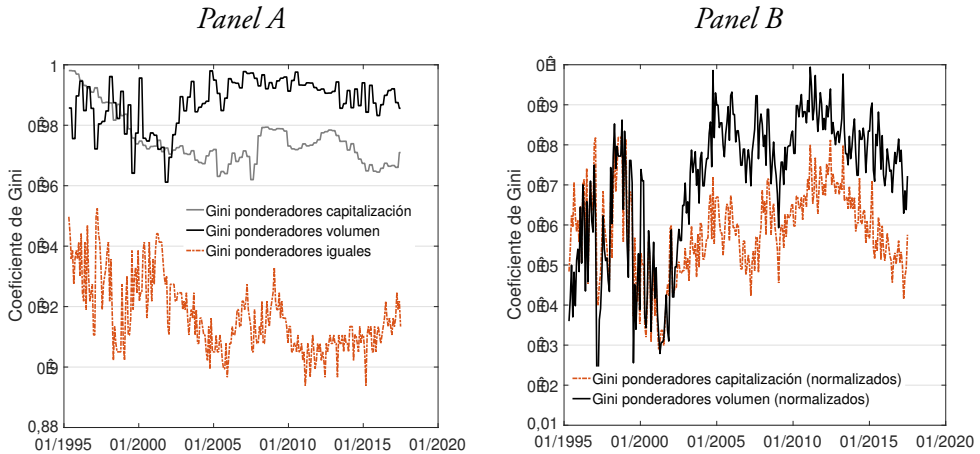 Panel A
Panel B
Coeficiente de Gini
1
0,88
Gini ponderadores capitalización
Gini ponderadores volumen
Gini ponderadores iguales
01/1995 01/2000 01/2005 01/2010 01/2015 01/2020
Coeficiente de Gini
0,01
Gini ponderadores capitalización (normalizados)
Gini ponderadores volumen (normalizados)
01/1995 01/2000 01/2005 01/2010 01/2015 01/2020